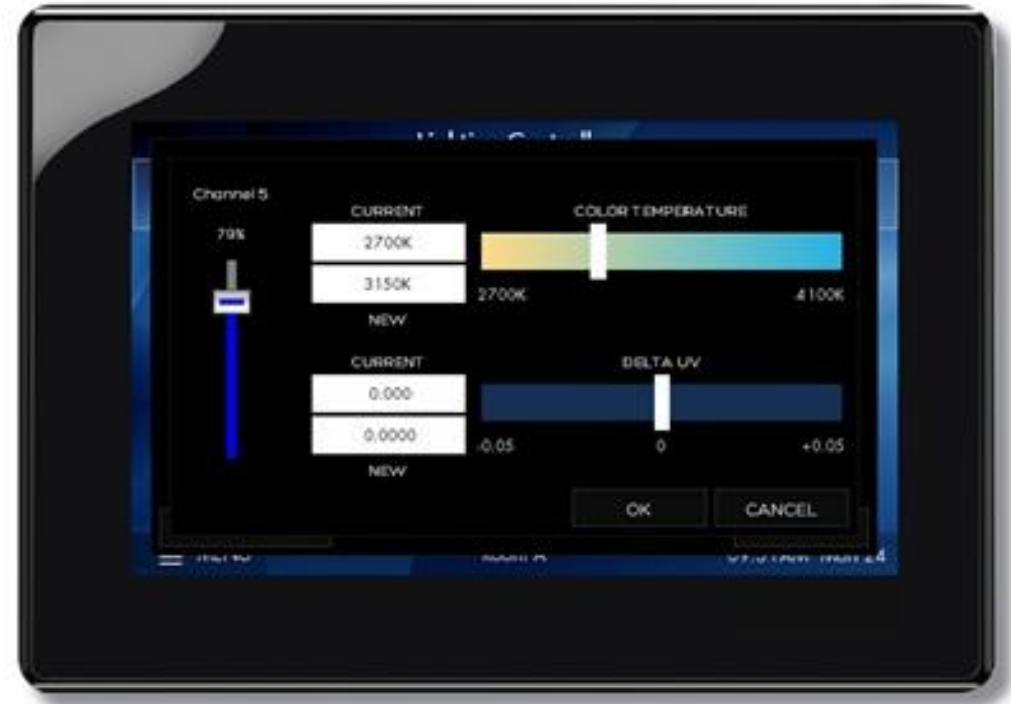 Channel 5
79%
CURRENT
2700K
3150K
NEW
COLOR TEMPERATURE
2700K 4100K
CURRENT
0.000
0.0000
NEW
DELTA UV
-0.05 0 +0.05
OK CANCEL
MENU